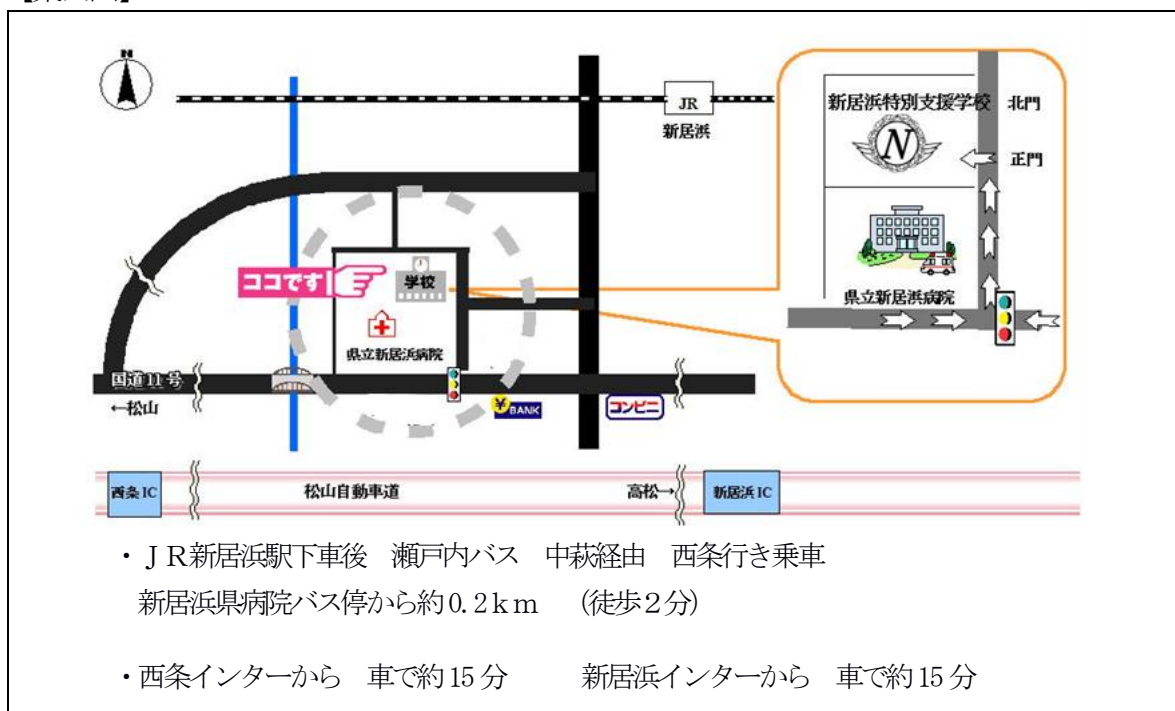 N
JR
新居浜
新居浜特別支援学校
北門
N
正門
ココです
学校
県立新居浜病院
県立新居浜病院
国道11号
←松山
¥
BANK
コンビニ
西条IC
松山自動車道
高松→
新居浜IC
・ＪＲ新居浜駅下車後 瀬戸内バス 中萩経由 西条行き乗車
新居浜県病院バス停から約0.2ｋｍ (徒歩２分)
・西条インターから 車で約15分 新居浜インターから 車で約15分